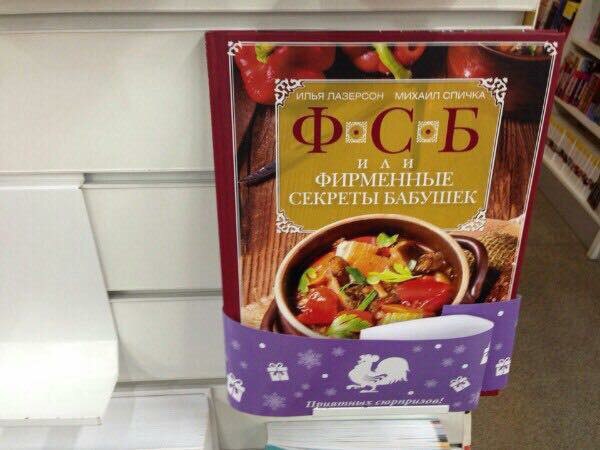 ИЛЬЯ ЛАЗЕРСОН МИХАИЛ СПИЧКА
Ф·С·Б
ИЛИ
ФИРМЕННЫЕ
СЕКРЕТЫ БАБУШЕК
Приятных сюрпризов!